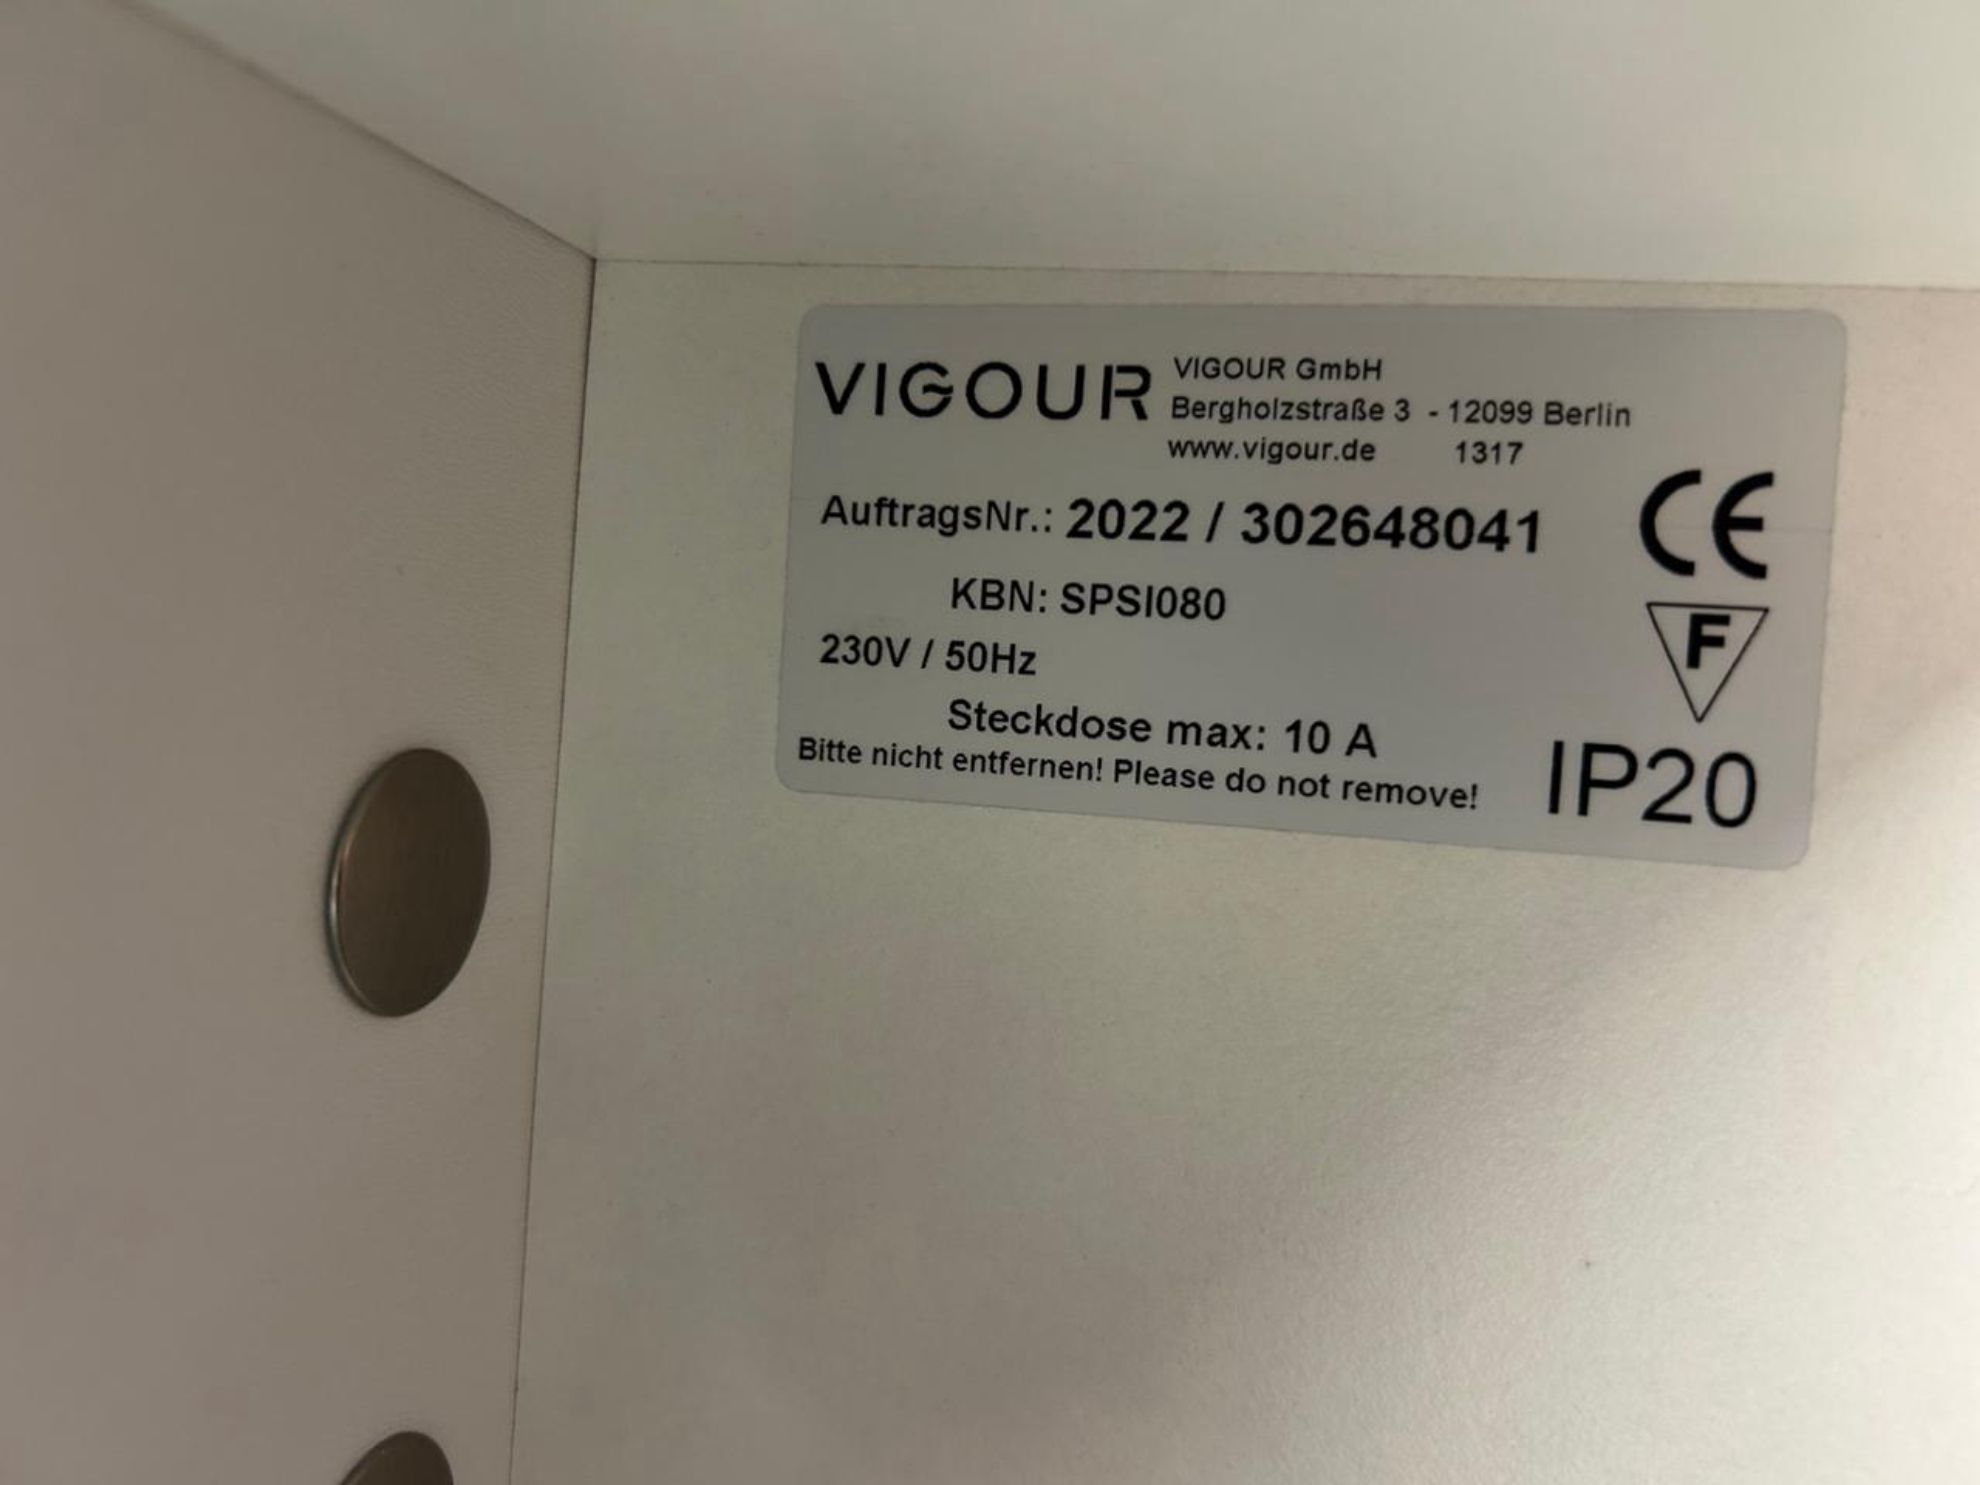 VIGOUR
VIGOUR GmbH
Bergholzstraße 3 - 12099 Berlin
www.vigour.de 1317
AuftragsNr.: 2022 / 302648041
CE
KBN: SPSI080
F
230V / 50Hz
Steckdose max: 10 A
Bitte nicht entfernen! Please do not remove!
IP20